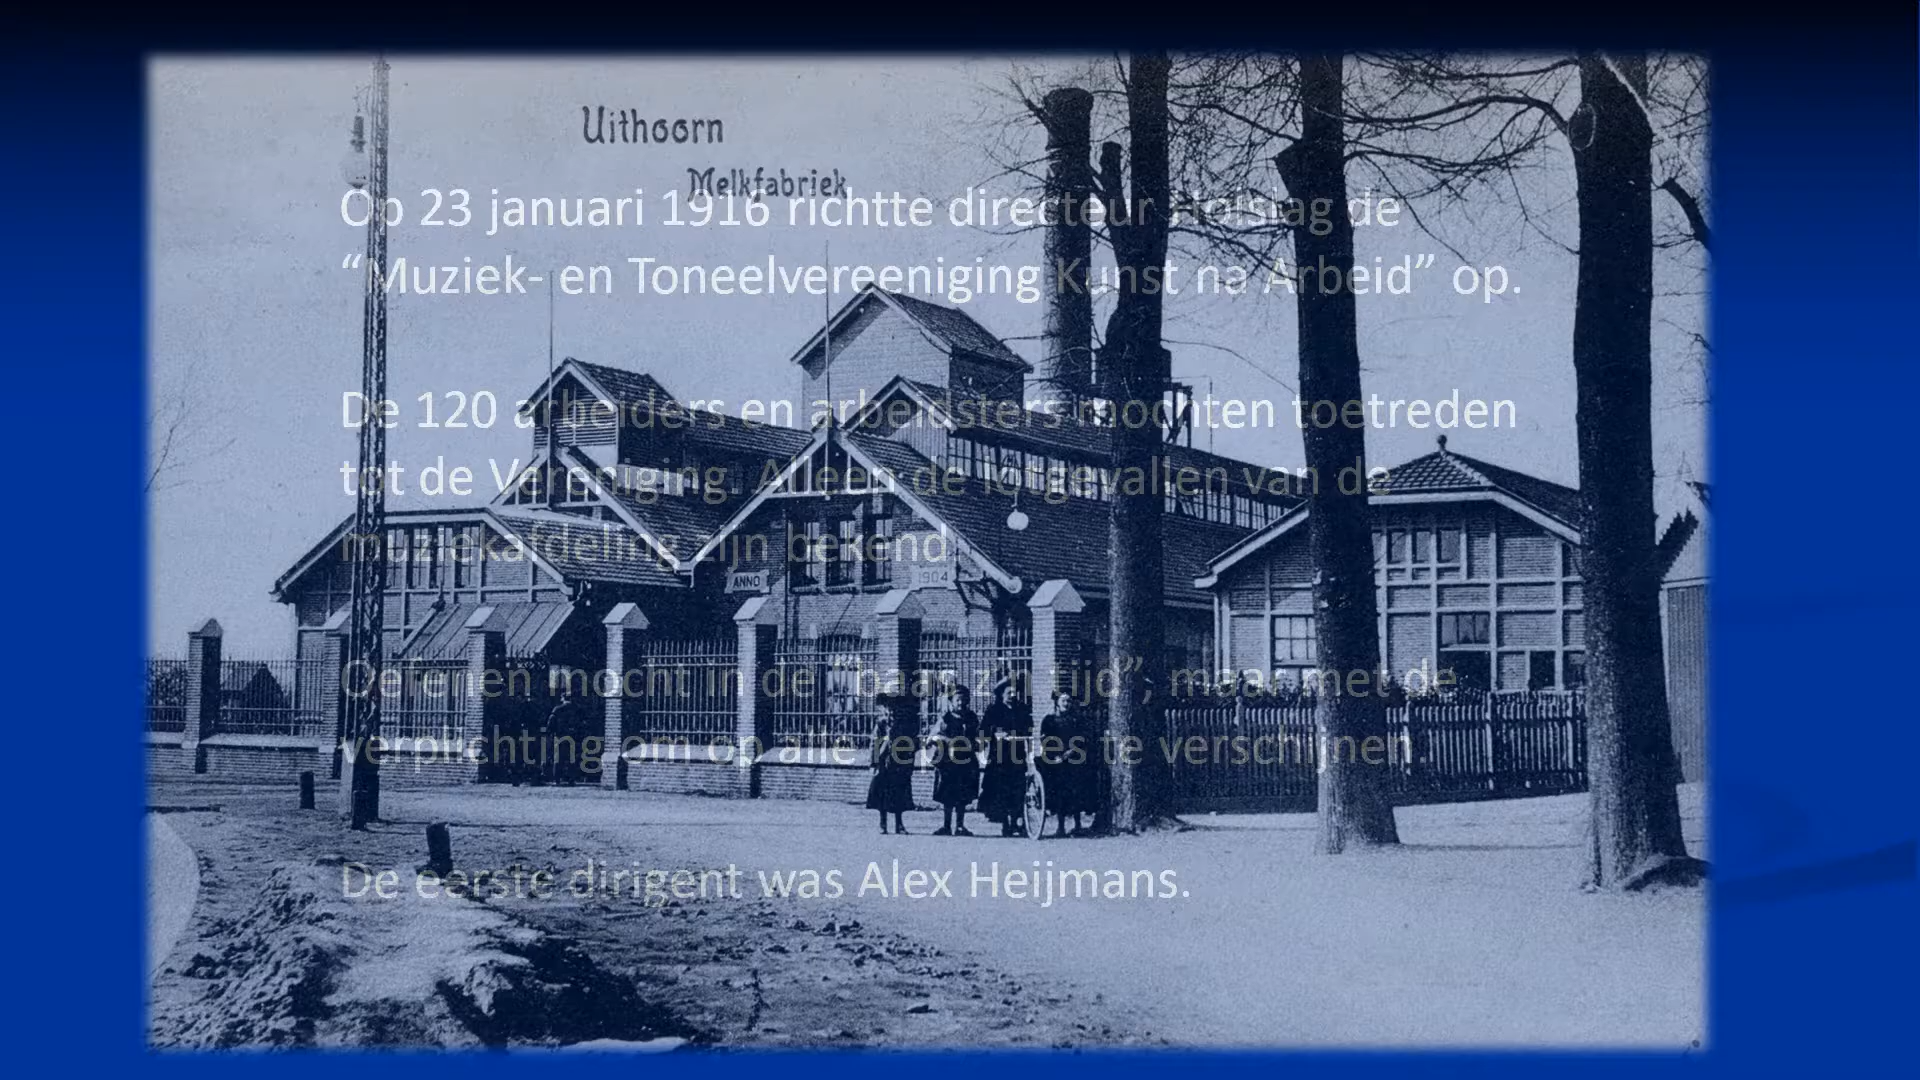 Uithoorn
Melkfabriek
Op 23 januari 1916 richtte directeur Holslag de
“Muziek- en Toneelvereeniging Kunst na Arbeid” op.
De 120 arbeiders en arbeidsters mochten toetreden
tot de Vereniging. Alleen de lotgevallen van de
muziekafdeling zijn bekend.
Oefenen mocht in de “baas zijn tijd”, maar met de
verplichting om op alle repetities te verschijnen.
De eerste dirigent was Alex Heijmans.
ANNO
1904